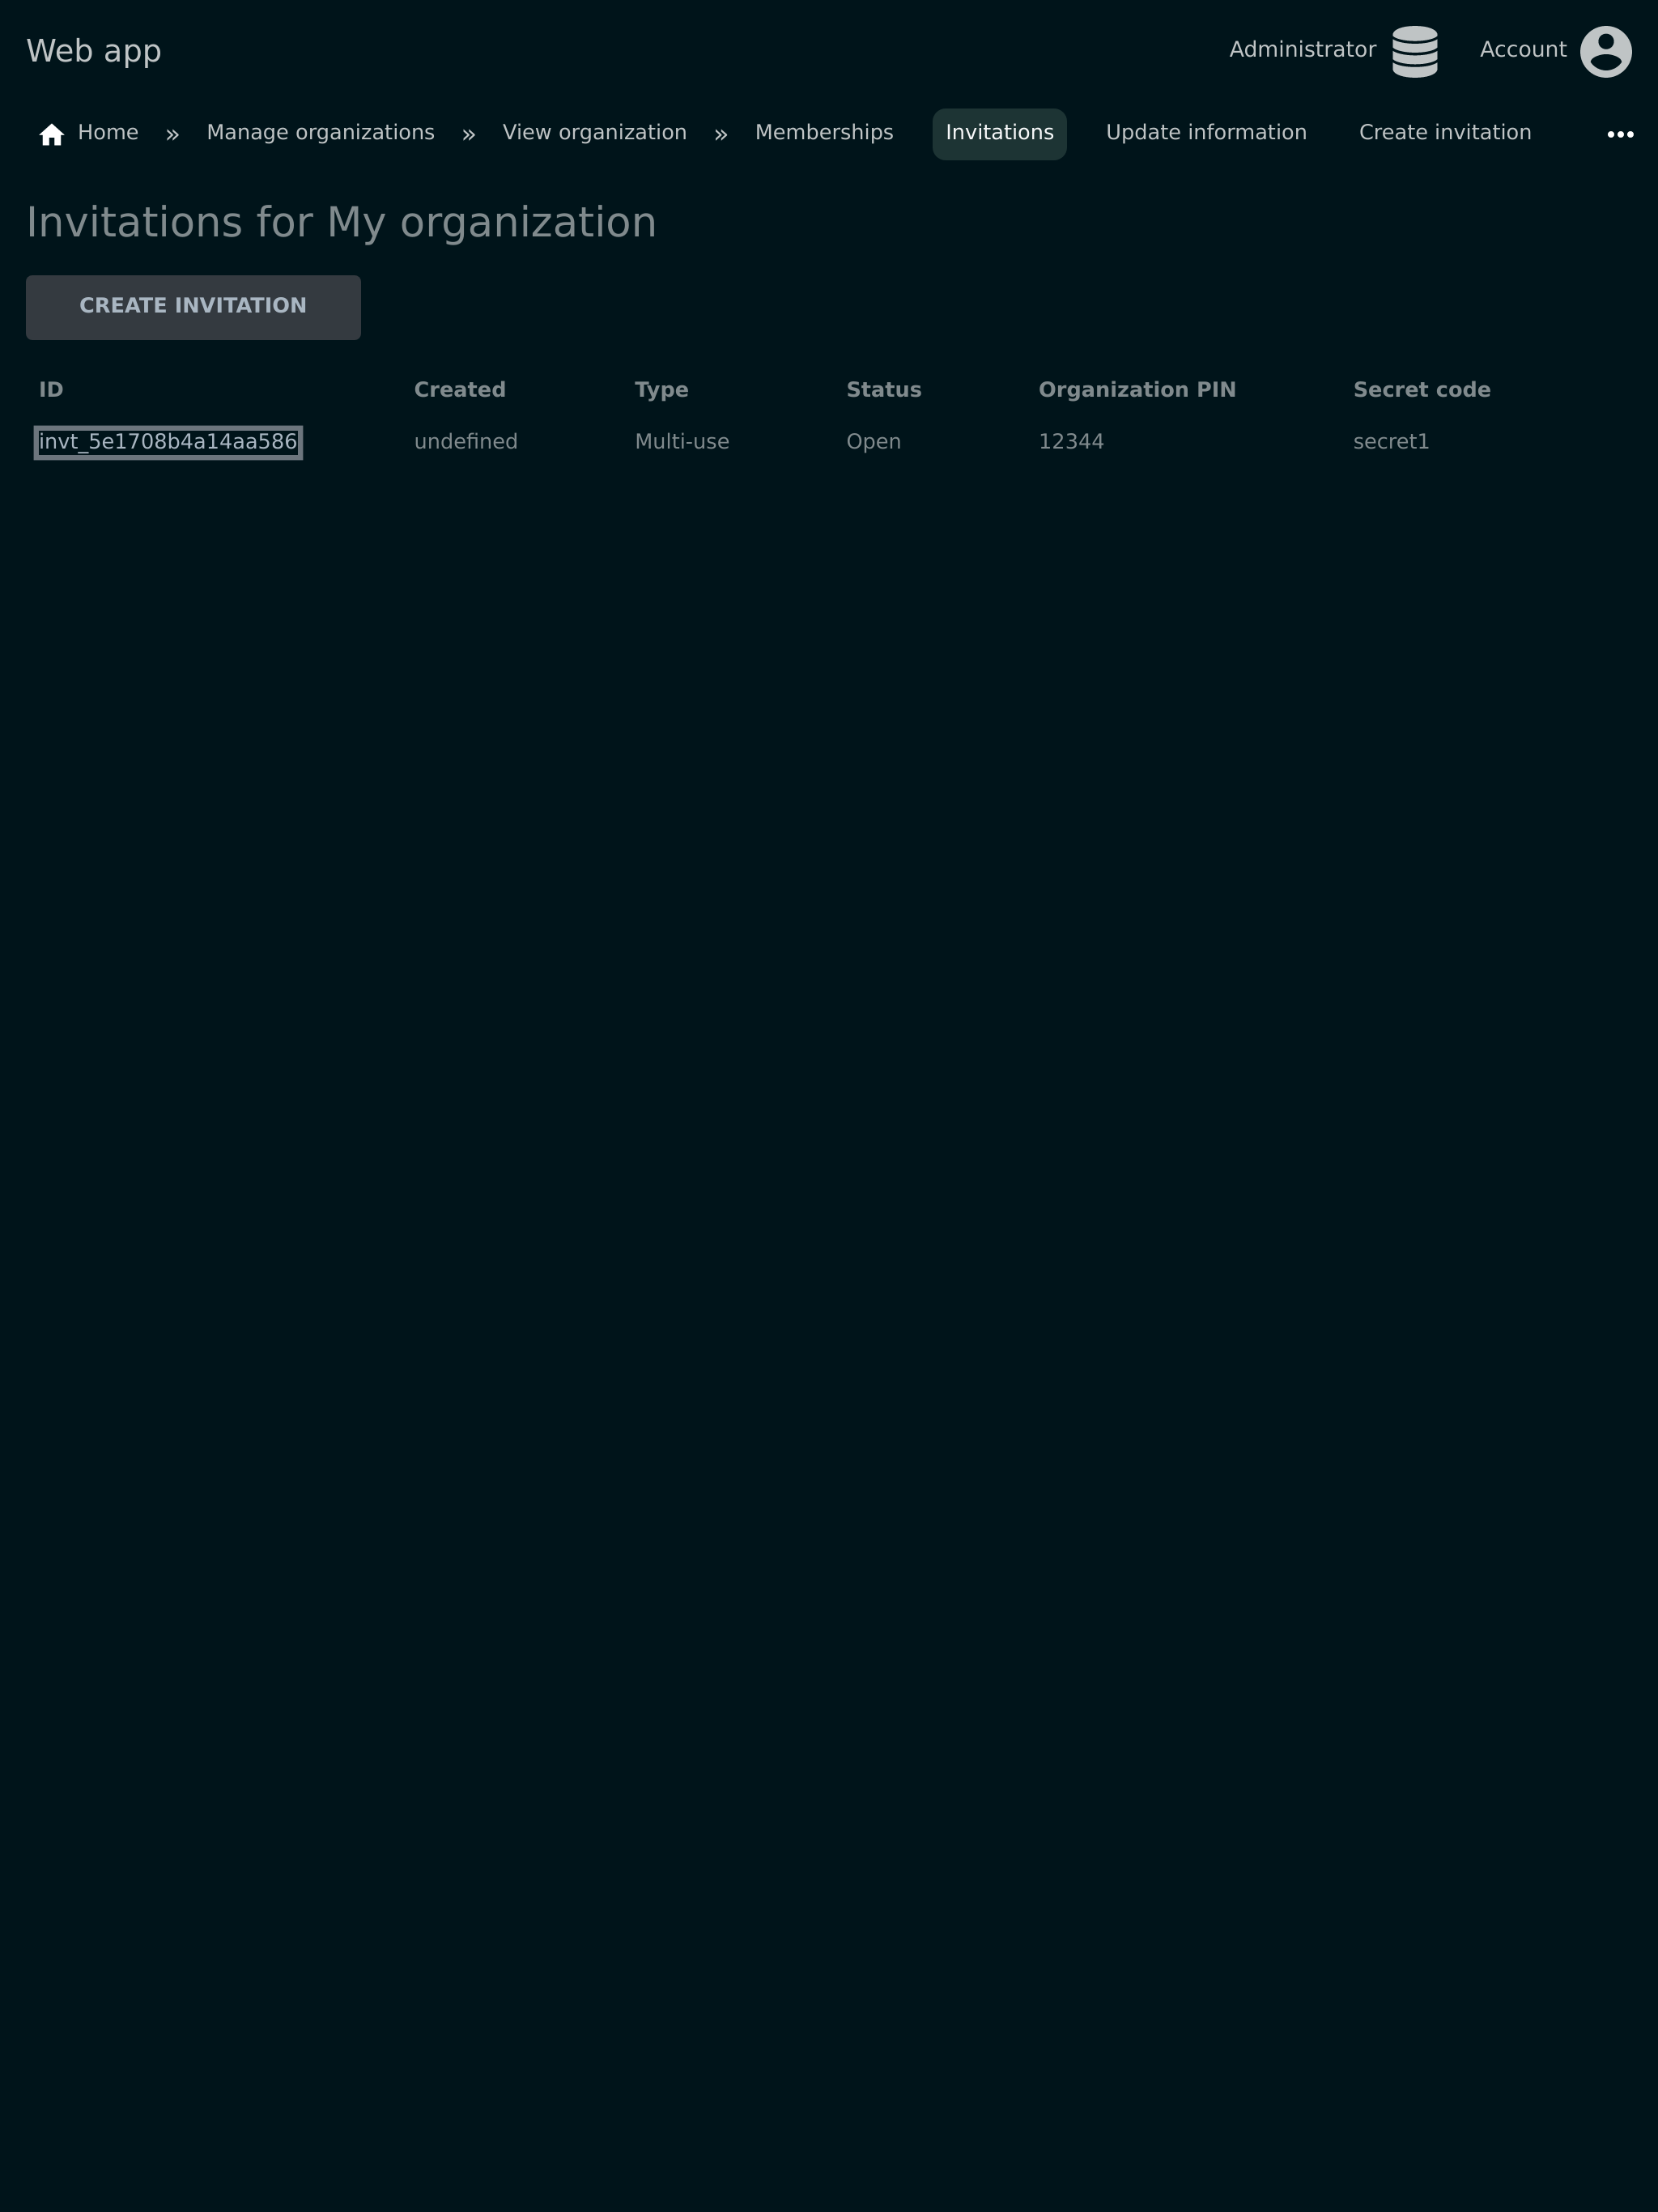 Web app
Administrator Account
Home » Manage organizations » View organization » Memberships Invitations Update information Create invitation
Invitations for My organization
CREATE INVITATION
ID Created Type Status Organization PIN Secret code
invt_5e1708b4a14aa586 undefined Multi-use Open 12344 secret1